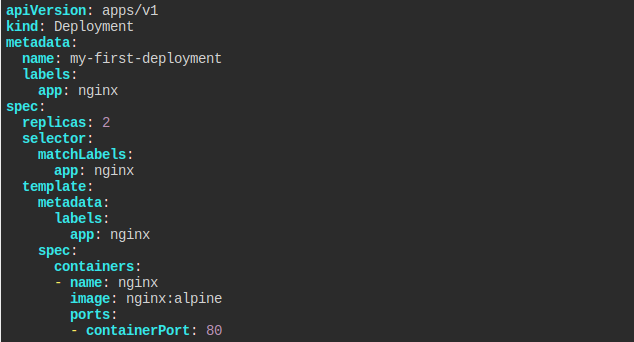 apiVersion: apps/v1
kind: Deployment
metadata:
  name: my-first-deployment
  labels:
    app: nginx
spec:
  replicas: 2
  selector:
    matchLabels:
      app: nginx
  template:
    metadata:
      labels:
        app: nginx
    spec:
      containers:
      - name: nginx
        image: nginx:alpine
        ports:
        - containerPort: 80